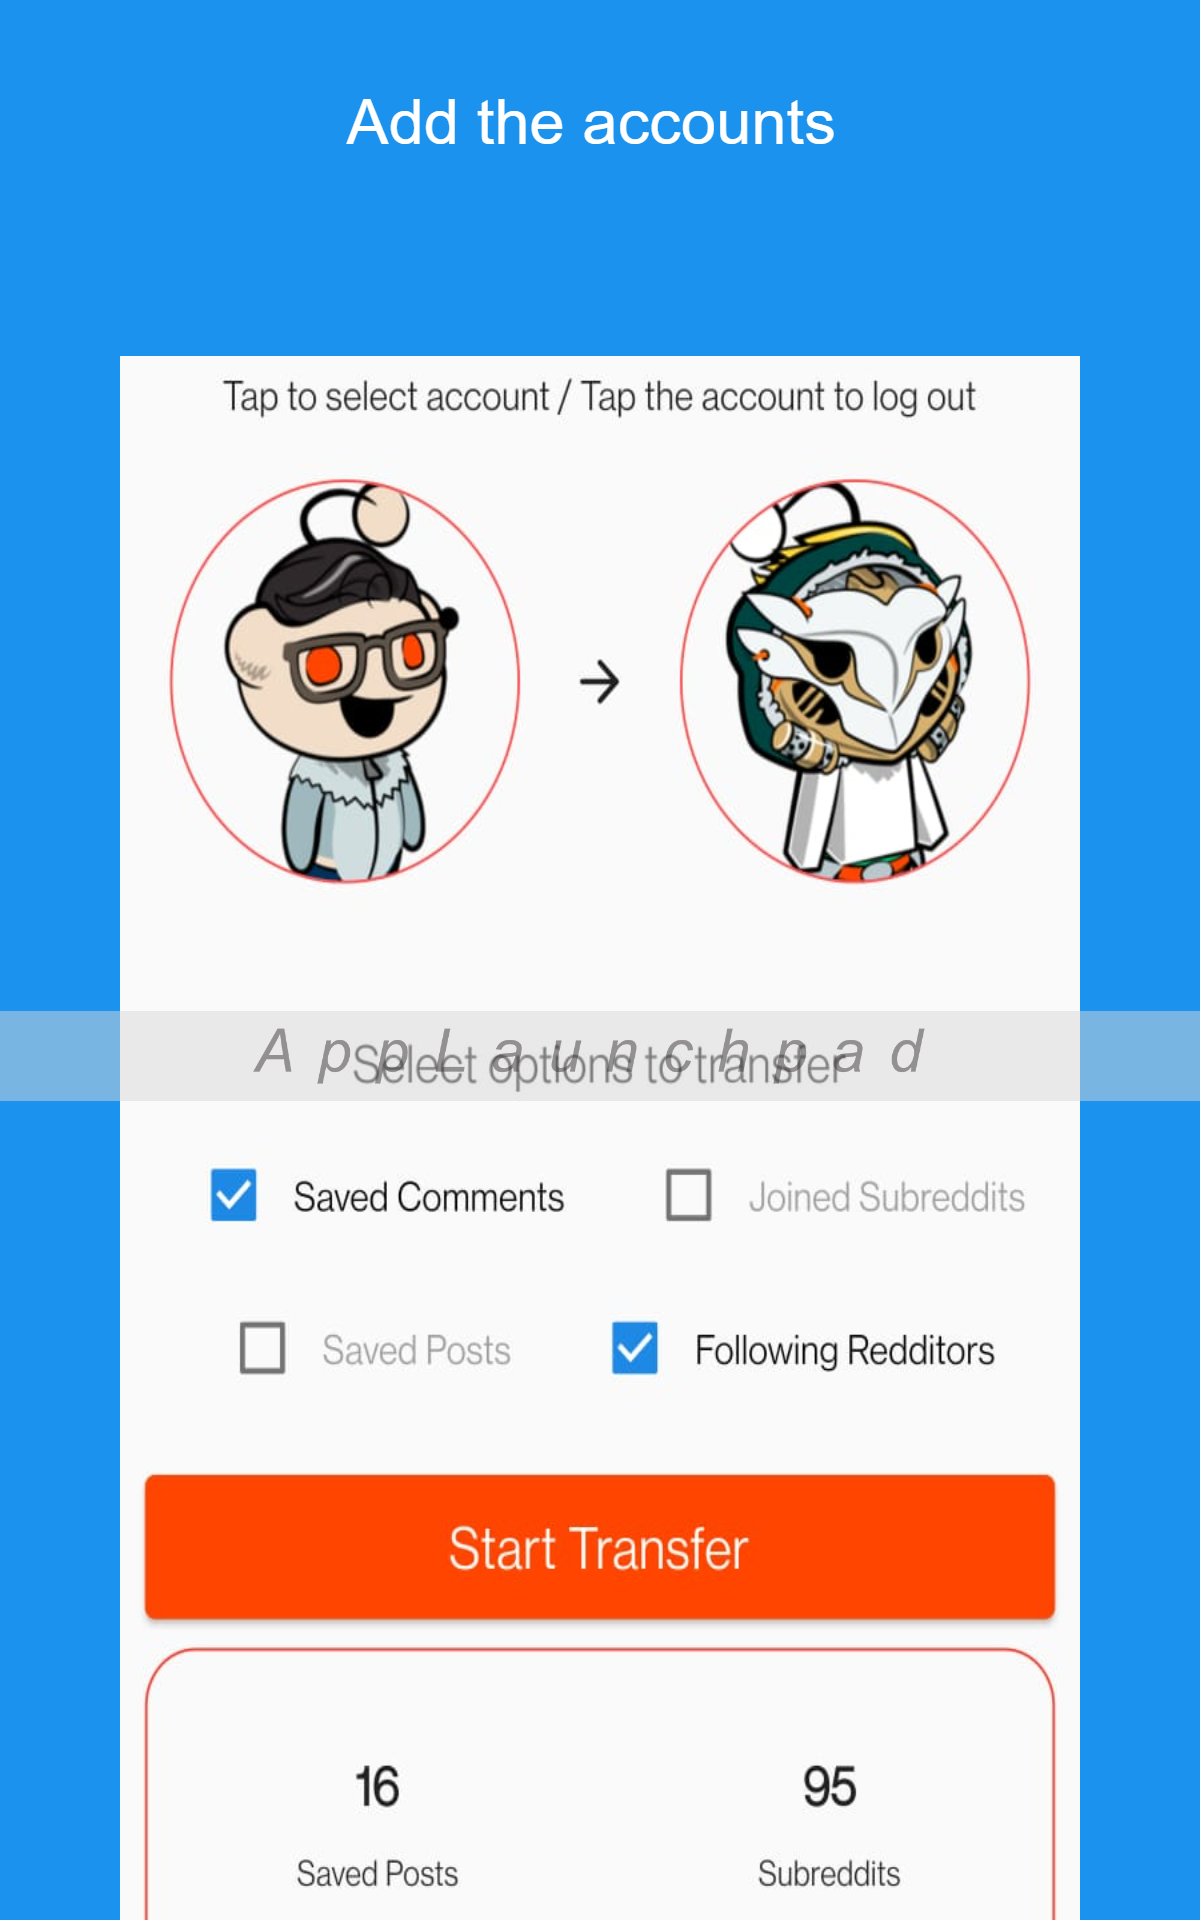 Add the accounts
Tap to select account / Tap the account to log out
AppLaunchpad
Select options to transfer
Saved Comments
Joined Subreddits
Saved Posts
Following Redditors
Start Transfer
16
95
Saved Posts
Subreddits